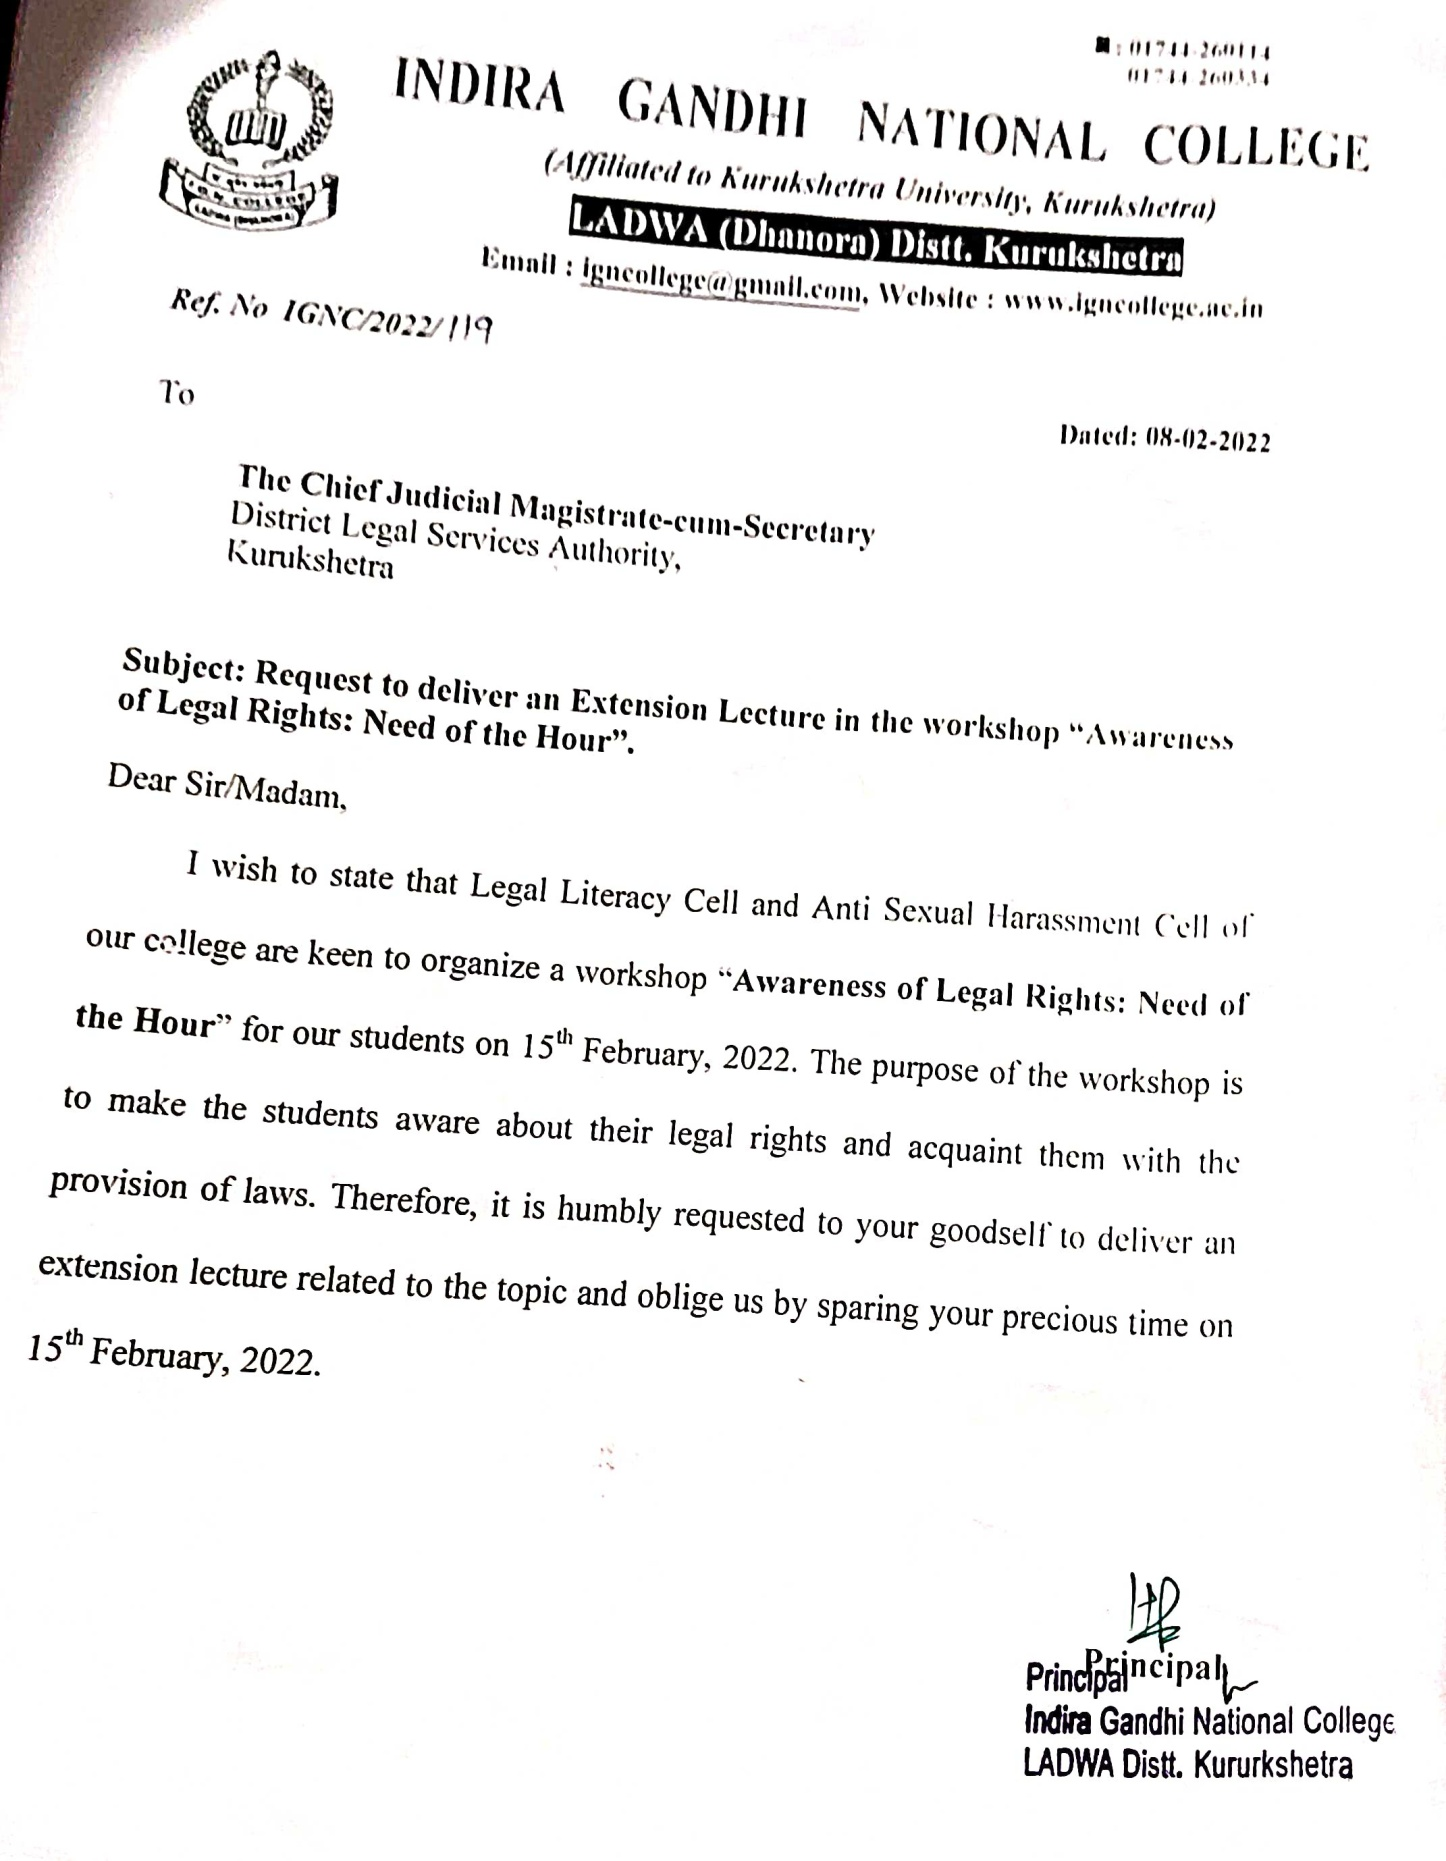 : 01744-260114
01744-260334
INDIRA GANDHI NATIONAL COLLEGE
(Affiliated to Kurukshetra University, Kurukshetra)
LADWA (Dhanora) Distt. Kurukshetra
Email : igncollege@gmail.com, Website : www.igncollege.ac.in
Ref. No IGNC/2022/119
To
Dated: 08-02-2022
The Chief Judicial Magistrate-cum-Secretary
District Legal Services Authority,
Kurukshetra
Subject: Request to deliver an Extension Lecture in the workshop “Awareness
of Legal Rights: Need of the Hour”.
Dear Sir/Madam,
I wish to state that Legal Literacy Cell and Anti Sexual Harassment Cell of
our college are keen to organize a workshop “Awareness of Legal Rights: Need of
the Hour” for our students on 15th February, 2022. The purpose of the workshop is
to make the students aware about their legal rights and acquaint them with the
provision of laws. Therefore, it is humbly requested to your goodself to deliver an
extension lecture related to the topic and oblige us by sparing your precious time on
15th February, 2022.
Principal
Principal
Indira Gandhi National College
LADWA Distt. Kururkshetra